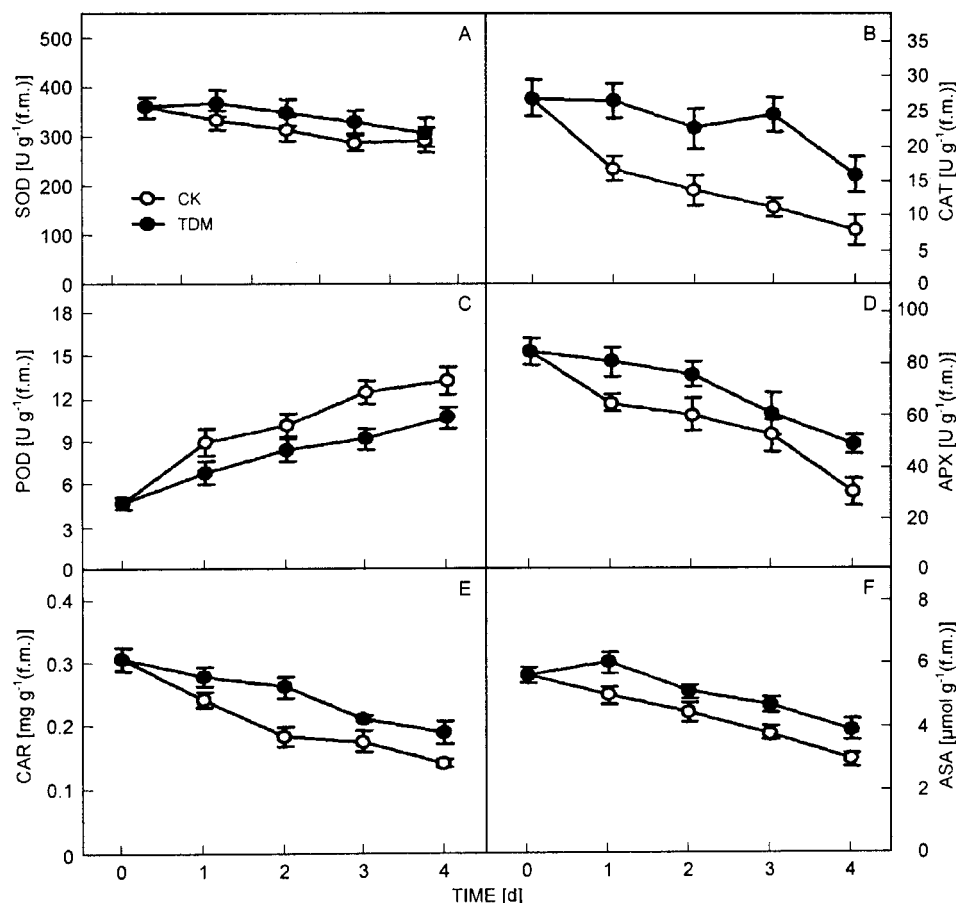 A
SOD [U g⁻¹(f.m.)]
550
400
300
300
100
0
CK
TDM
B
CAT [U g⁻¹(f.m.)]
35
30
25
20
15
10
5
0
C
POD [U g⁻¹(f.m.)]
18
15
12
9
6
3
0
D
APX [U g⁻¹(f.m.)]
100
80
60
40
20
0
E
CAR [mg g⁻¹(f.m.)]
0.4
0.3
0.2
0.1
0
0 1 2 3 4
F
ASA [µmol g⁻¹(f.m.)]
8
6
4
2
0
0 1 2 3 4
TIME [d]